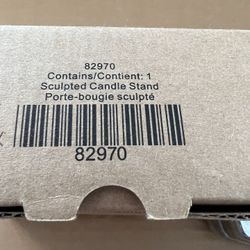 82970
Contains/Contient: 1
Sculpted Candle Stand
Porte-bougie sculpté
82970